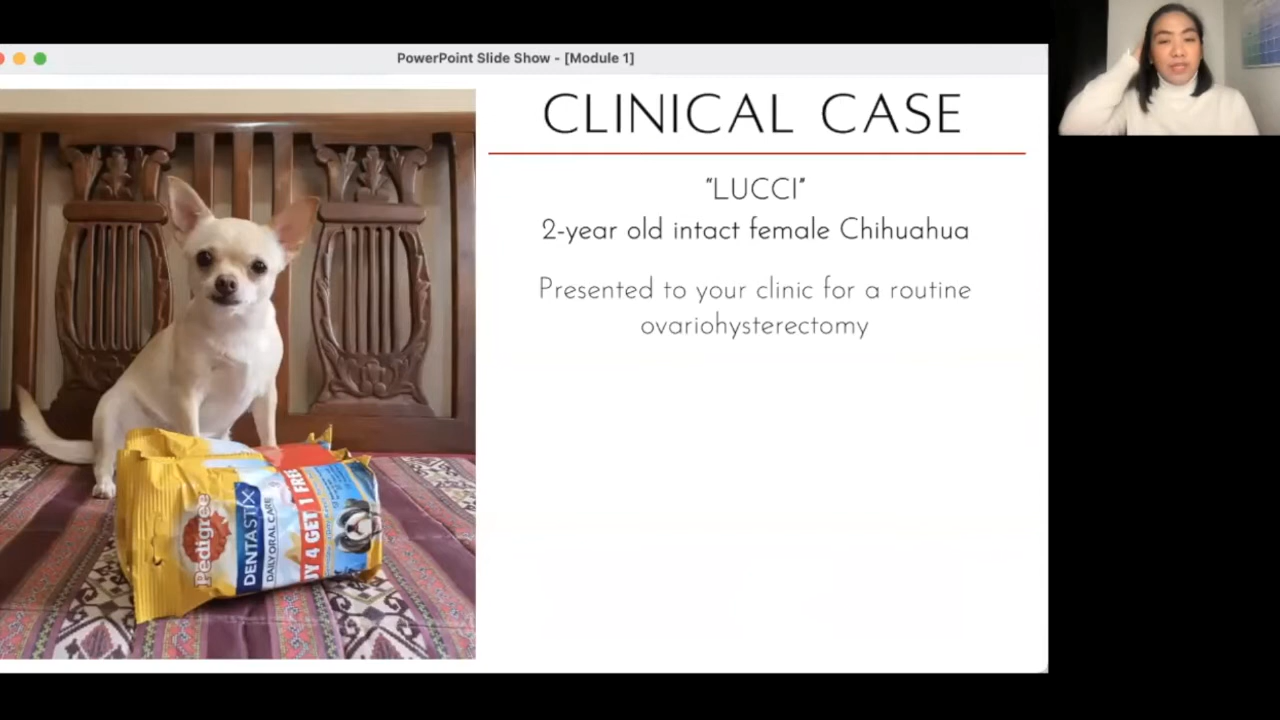 PowerPoint Slide Show - [Module 1]
CLINICAL CASE
“LUCCI”
2-year old intact female Chihuahua
Presented to your clinic for a routine
ovariohysterectomy
Pedigree
DENTASTIX
DAILY ORAL CARE
UY 4 GET 1 FREE